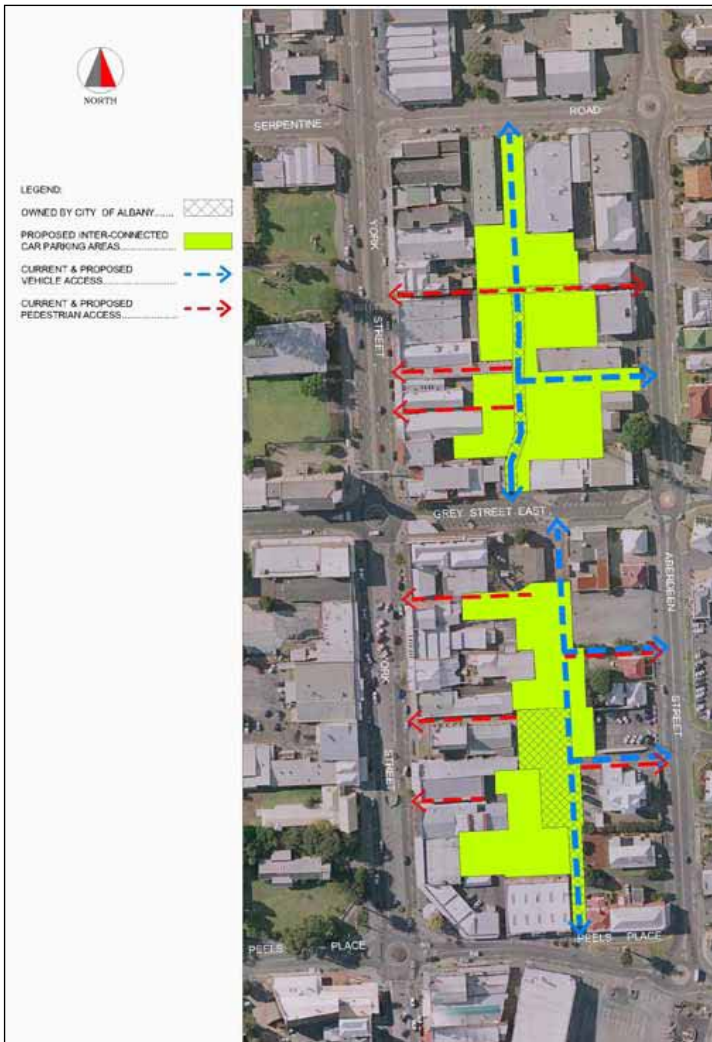 NORTH
LEGEND:
OWNED BY CITY OF ALBANY.......
PROPOSED INTER-CONNECTED
CAR PARKING AREAS...............
CURRENT & PROPOSED
VEHICLE ACCESS....................
CURRENT & PROPOSED
PEDESTRIAN ACCESS...............
SERPENTINE ROAD
YORK
STREET
GREY STREET EAST
ABERDEEN
STREET
YORK
STREET
PEELS PLACE
PEELS PLACE